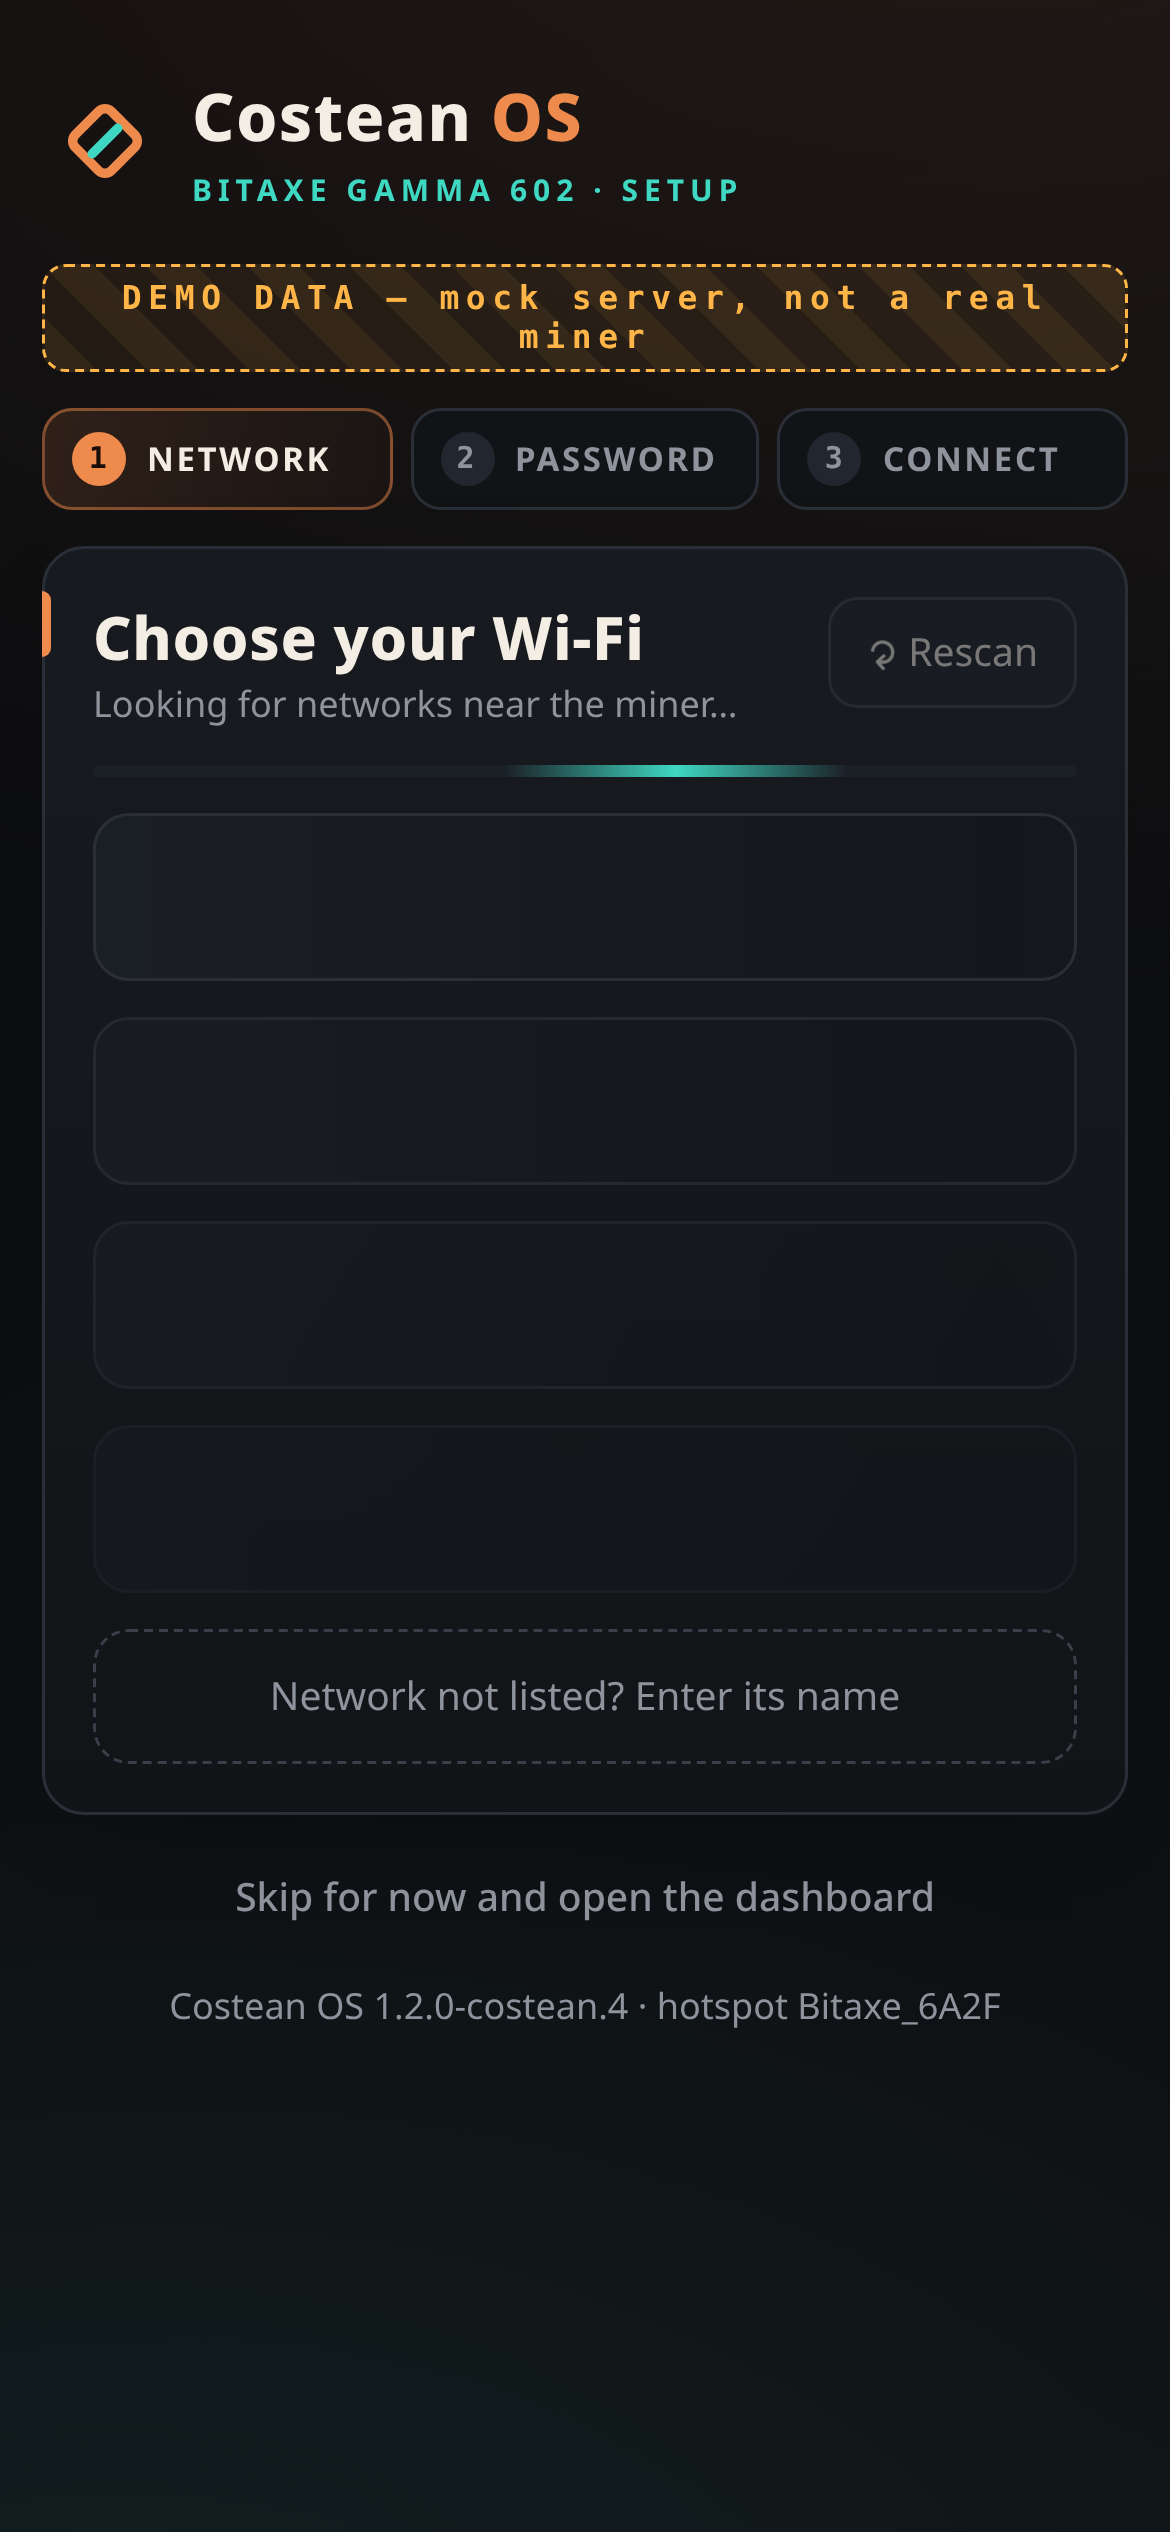 Costean OS
BITAXE GAMMA 602 · SETUP
DEMO DATA — mock server, not a real
miner
1 NETWORK
2 PASSWORD
3 CONNECT
Choose your Wi-Fi
Rescan
Looking for networks near the miner…
Network not listed? Enter its name
Skip for now and open the dashboard
Costean OS 1.2.0-costean.4 · hotspot Bitaxe_6A2F